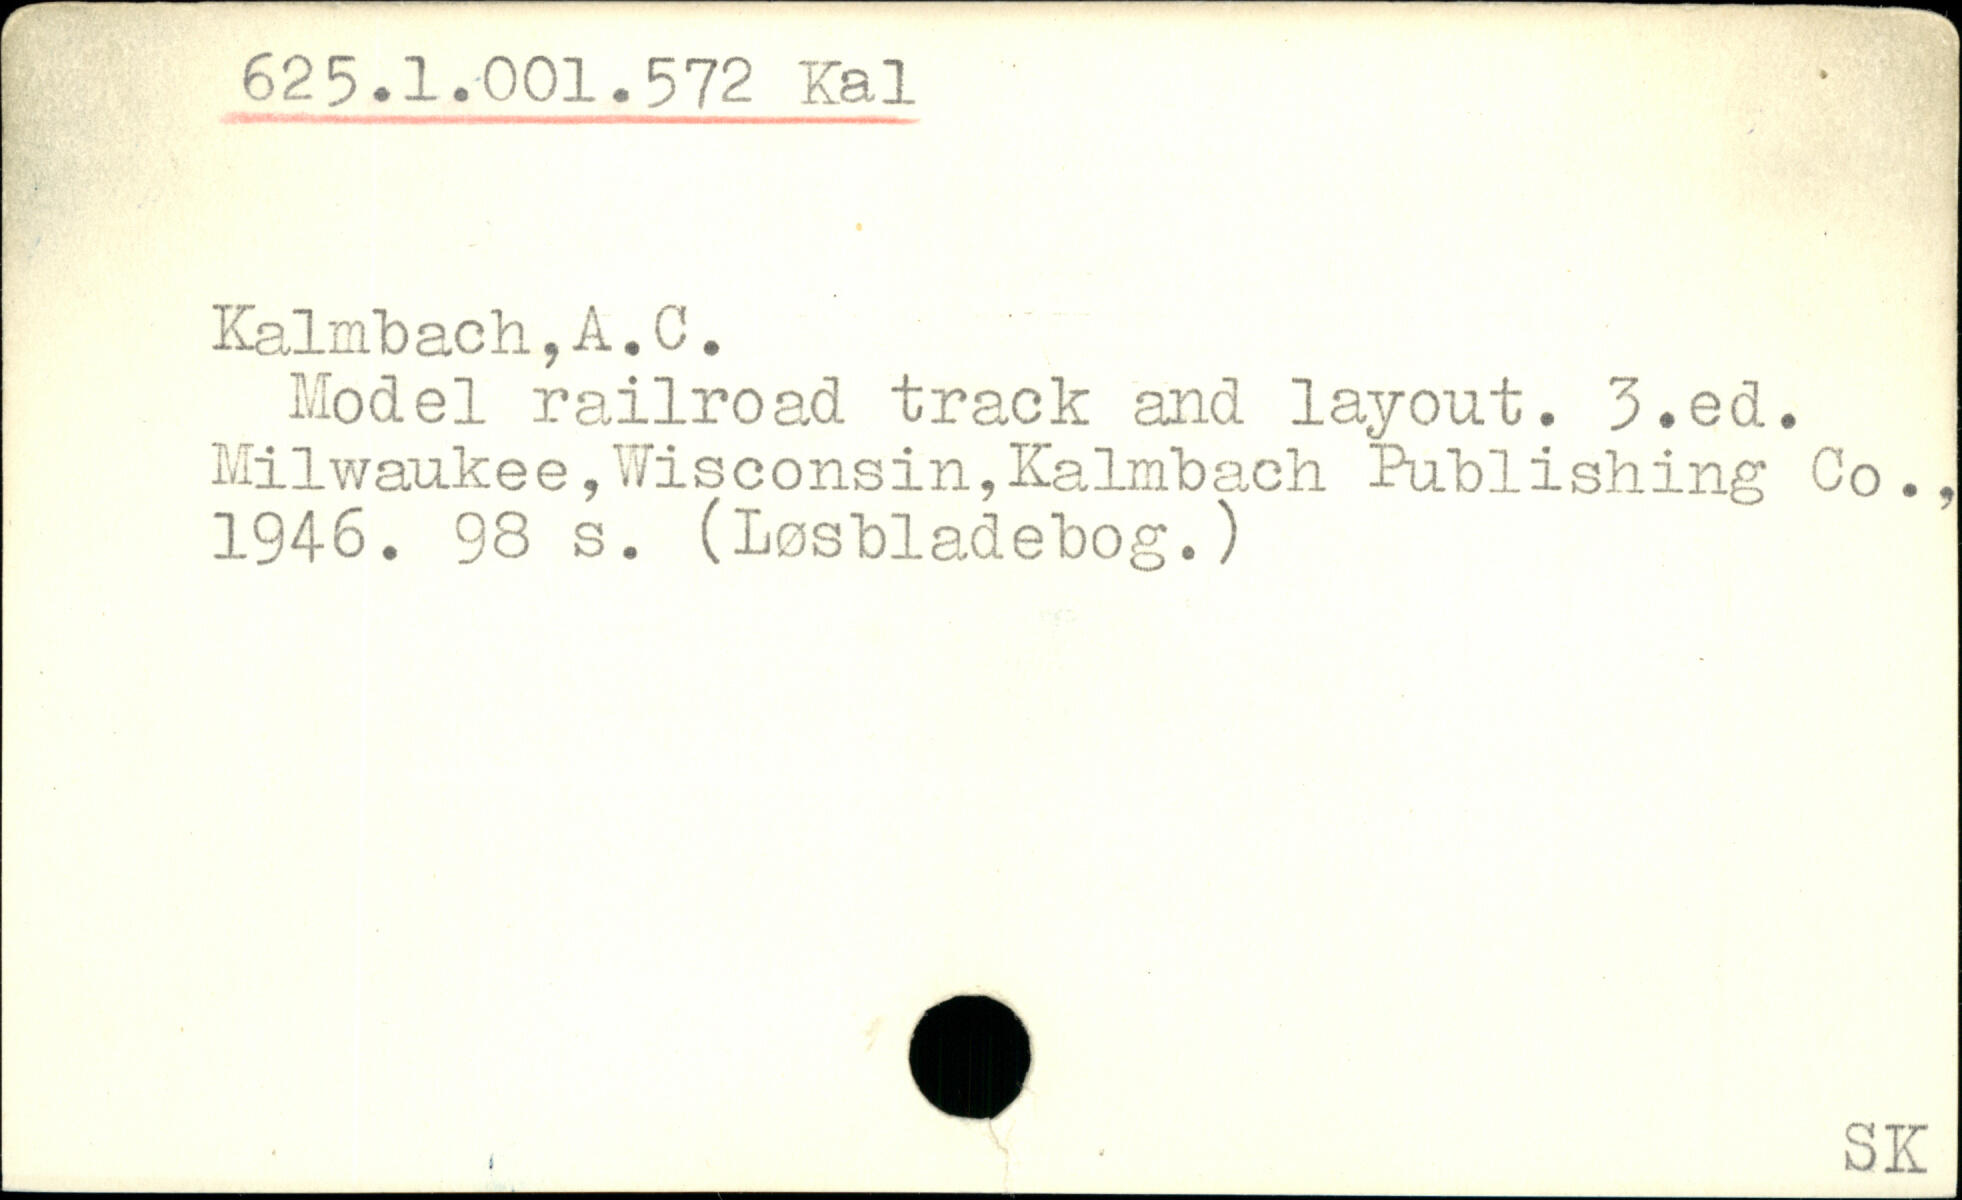 625.1.001.572 Kal
Kalmbach,A.C.
Model railroad track and layout. 3.ed.
Milwaukee,Wisconsin,Kalmbach Publishing Co.,
1946. 98 s. (Løsbladebog.)
SK